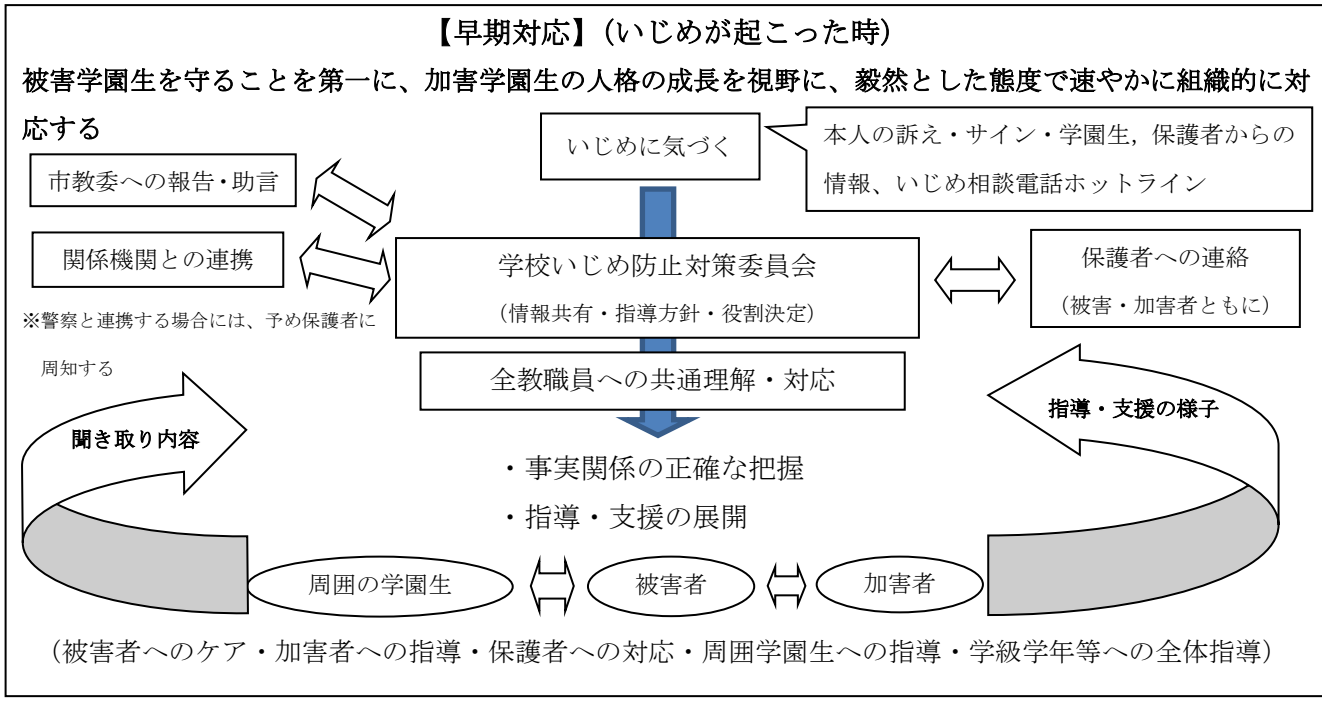 【早期対応】（いじめが起こった時）
被害学園生を守ることを第一に、加害学園生の人格の成長を視野に、毅然とした態度で速やかに組織的に対
応する
いじめに気づく
本人の訴え・サイン・学園生，保護者からの
情報、いじめ相談電話ホットライン
市教委への報告・助言
関係機関との連携
※警察と連携する場合には、予め保護者に
周知する
学校いじめ防止対策委員会
（情報共有・指導方針・役割決定）
保護者への連絡
（被害・加害者ともに）
全教職員への共通理解・対応
聞き取り内容
指導・支援の様子
・事実関係の正確な把握
・指導・支援の展開
周囲の学園生
被害者
加害者
（被害者へのケア・加害者への指導・保護者への対応・周囲学園生への指導・学級学年等への全体指導）